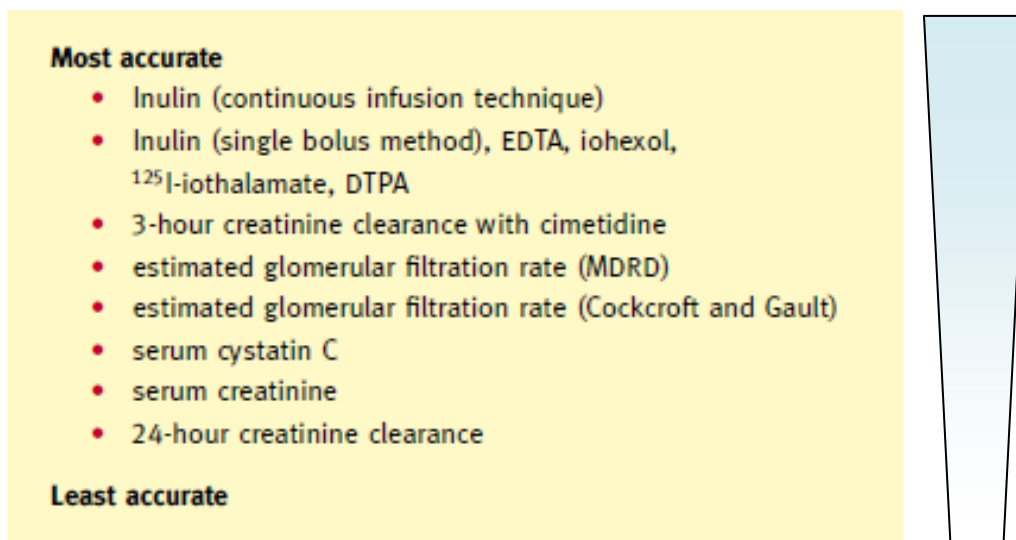 Most accurate
• Inulin (continuous infusion technique)
• Inulin (single bolus method), EDTA, iohexol,
¹²⁵I-iothalamate, DTPA
• 3-hour creatinine clearance with cimetidine
• estimated glomerular filtration rate (MDRD)
• estimated glomerular filtration rate (Cockcroft and Gault)
• serum cystatin C
• serum creatinine
• 24-hour creatinine clearance
Least accurate